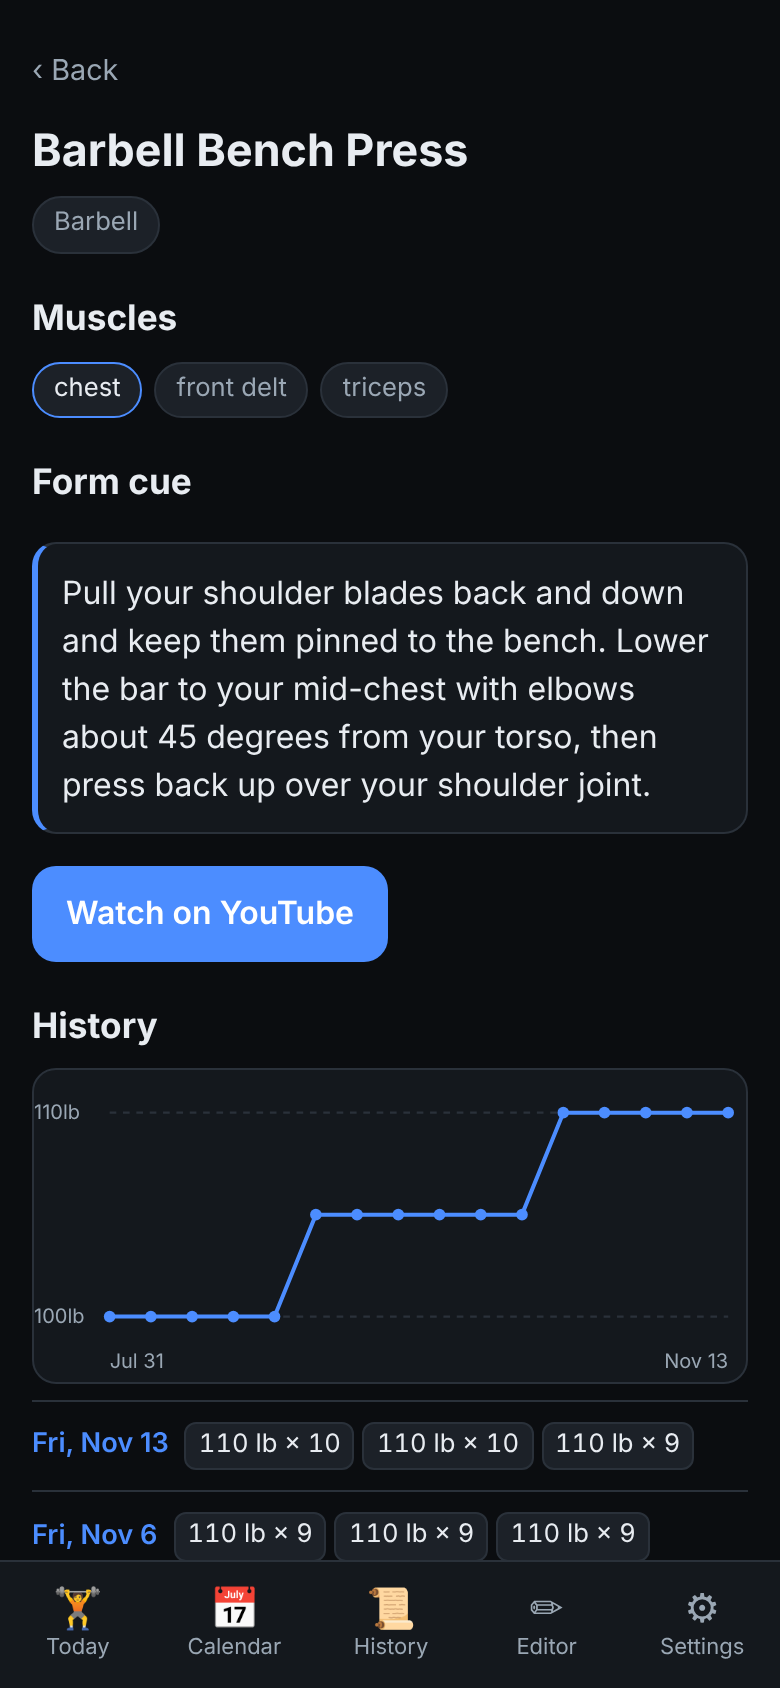 ‹ Back
Barbell Bench Press
Barbell
Muscles
chest front delt triceps
Form cue
Pull your shoulder blades back and down
and keep them pinned to the bench. Lower
the bar to your mid-chest with elbows
about 45 degrees from your torso, then
press back up over your shoulder joint.
Watch on YouTube
History
110lb
100lb
Jul 31 Nov 13
Fri, Nov 13 110 lb × 10 110 lb × 10 110 lb × 9
Fri, Nov 6 110 lb × 9 110 lb × 9 110 lb × 9
July
17
Today Calendar History Editor Settings